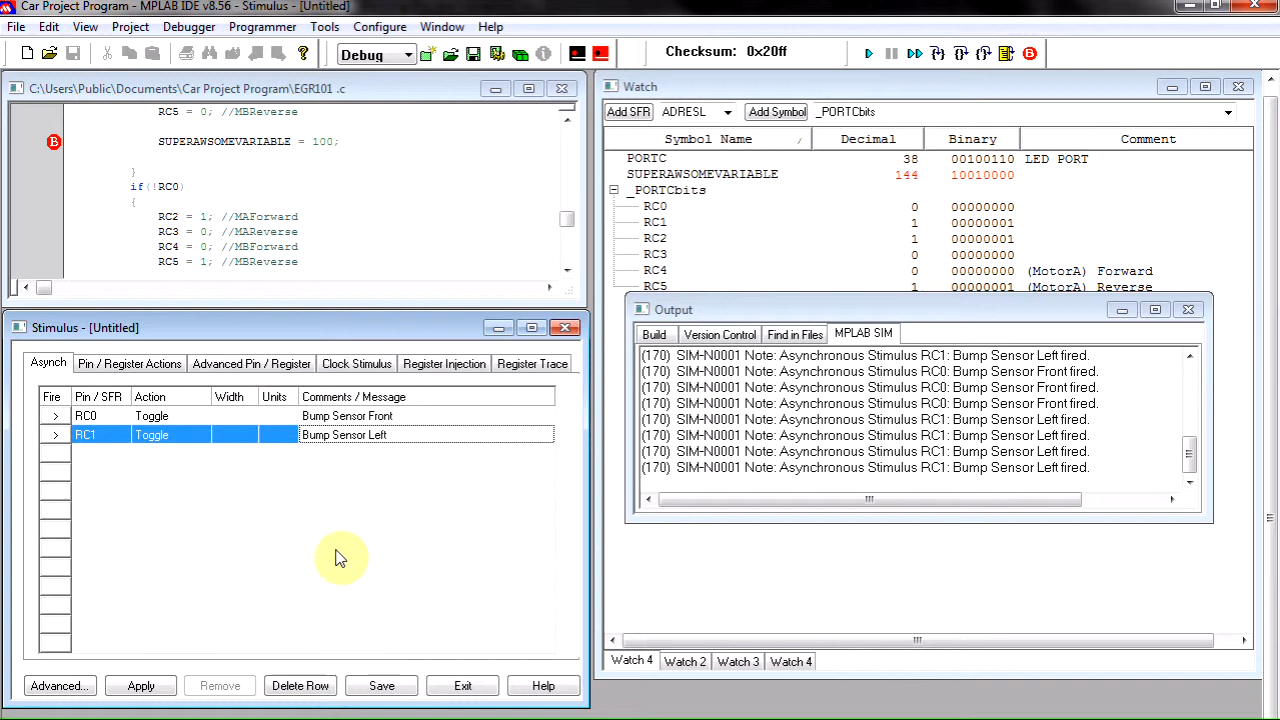 Car Project Program - MPLAB IDE v8.56 - Stimulus - [Untitled]
File Edit View Project Debugger Programmer Tools Configure Window Help
Debug
Checksum: 0x20ff
C:\Users\Public\Documents\Car Project Program\EGR101 .c
RC5 = 0; //MBReverse
B
SUPERAWSOMEVARIABLE = 100;
}
if(!RC0)
{
RC2 = 1; //MAForward
RC3 = 0; //MAReverse
RC4 = 0; //MBForward
RC5 = 1; //MBReverse
Watch
Add SFR ADRESL Add Symbol _PORTCbits
Symbol Name / Decimal Binary Comment
PORTC 38 00100110 LED PORT
SUPERAWSOMEVARIABLE 144 10010000
_PORTCbits
RC0 0 00000000
RC1 1 00000001
RC2 1 00000001
RC3 0 00000000
RC4 0 00000000 (MotorA) Forward
RC5 1 00000001 (MotorA) Reverse
Stimulus - [Untitled]
Asynch Pin / Register Actions Advanced Pin / Register Clock Stimulus Register Injection Register Trace
Fire Pin / SFR Action Width Units Comments / Message
> RC0 Toggle Bump Sensor Front
> RC1 Toggle Bump Sensor Left
Advanced... Apply Remove Delete Row Save Exit Help
Output
Build Version Control Find in Files MPLAB SIM
(170) SIM-N0001 Note: Asynchronous Stimulus RC1: Bump Sensor Left fired.
(170) SIM-N0001 Note: Asynchronous Stimulus RC0: Bump Sensor Front fired.
(170) SIM-N0001 Note: Asynchronous Stimulus RC0: Bump Sensor Front fired.
(170) SIM-N0001 Note: Asynchronous Stimulus RC0: Bump Sensor Front fired.
(170) SIM-N0001 Note: Asynchronous Stimulus RC1: Bump Sensor Left fired.
(170) SIM-N0001 Note: Asynchronous Stimulus RC1: Bump Sensor Left fired.
(170) SIM-N0001 Note: Asynchronous Stimulus RC1: Bump Sensor Left fired.
(170) SIM-N0001 Note: Asynchronous Stimulus RC1: Bump Sensor Left fired.
Watch 4 Watch 2 Watch 3 Watch 4